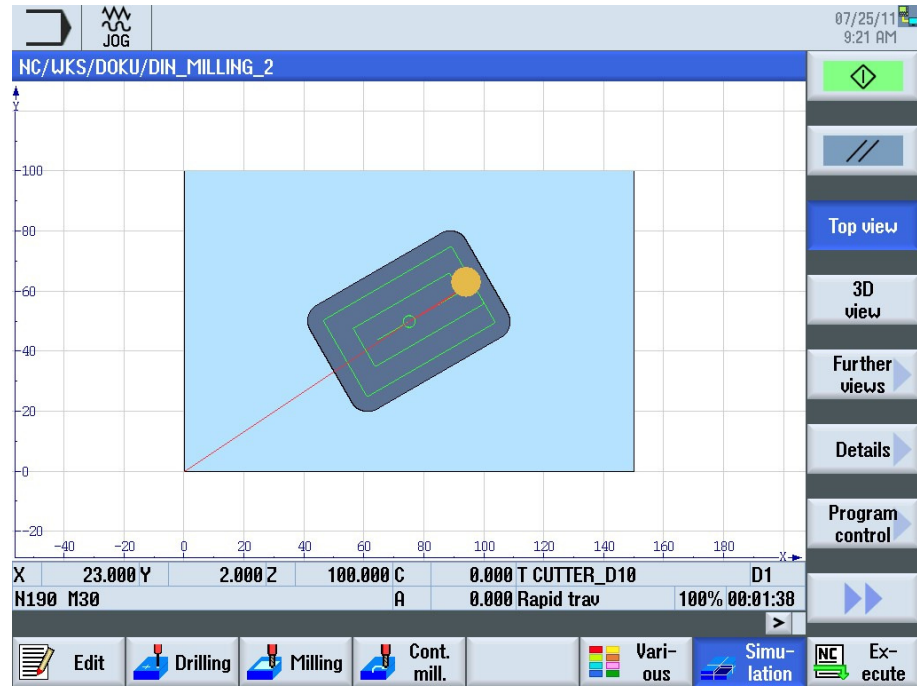 JOG
07/25/11
9:21 AM
NC/WKS/DOKU/DIN_MILLING_2
Y
100
80
60
40
20
0
-20
-40 -20 0 20 40 60 80 100 120 140 160 180 X
X 23.000 Y 2.000 Z 100.000 C 0.000 T CUTTER_D10 D1
N190 M30 A 0.000 Rapid trav 100% 00:01:38
>
Top view
3D
view
Further
views
Details
Program
control
Edit
Drilling
Milling
Cont.
mill.
Vari-
ous
Simu-
lation
NC
Ex-
ecute